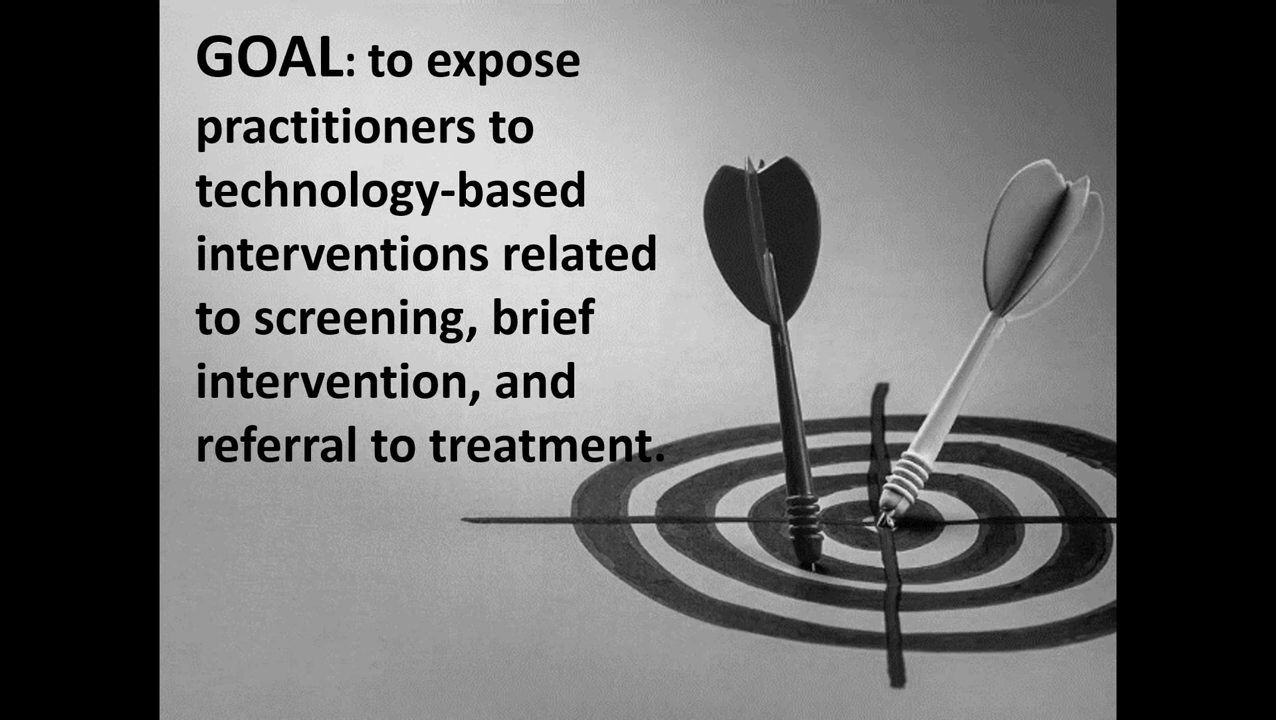 GOAL: to expose
practitioners to
technology-based
interventions related
to screening, brief
intervention, and
referral to treatment.